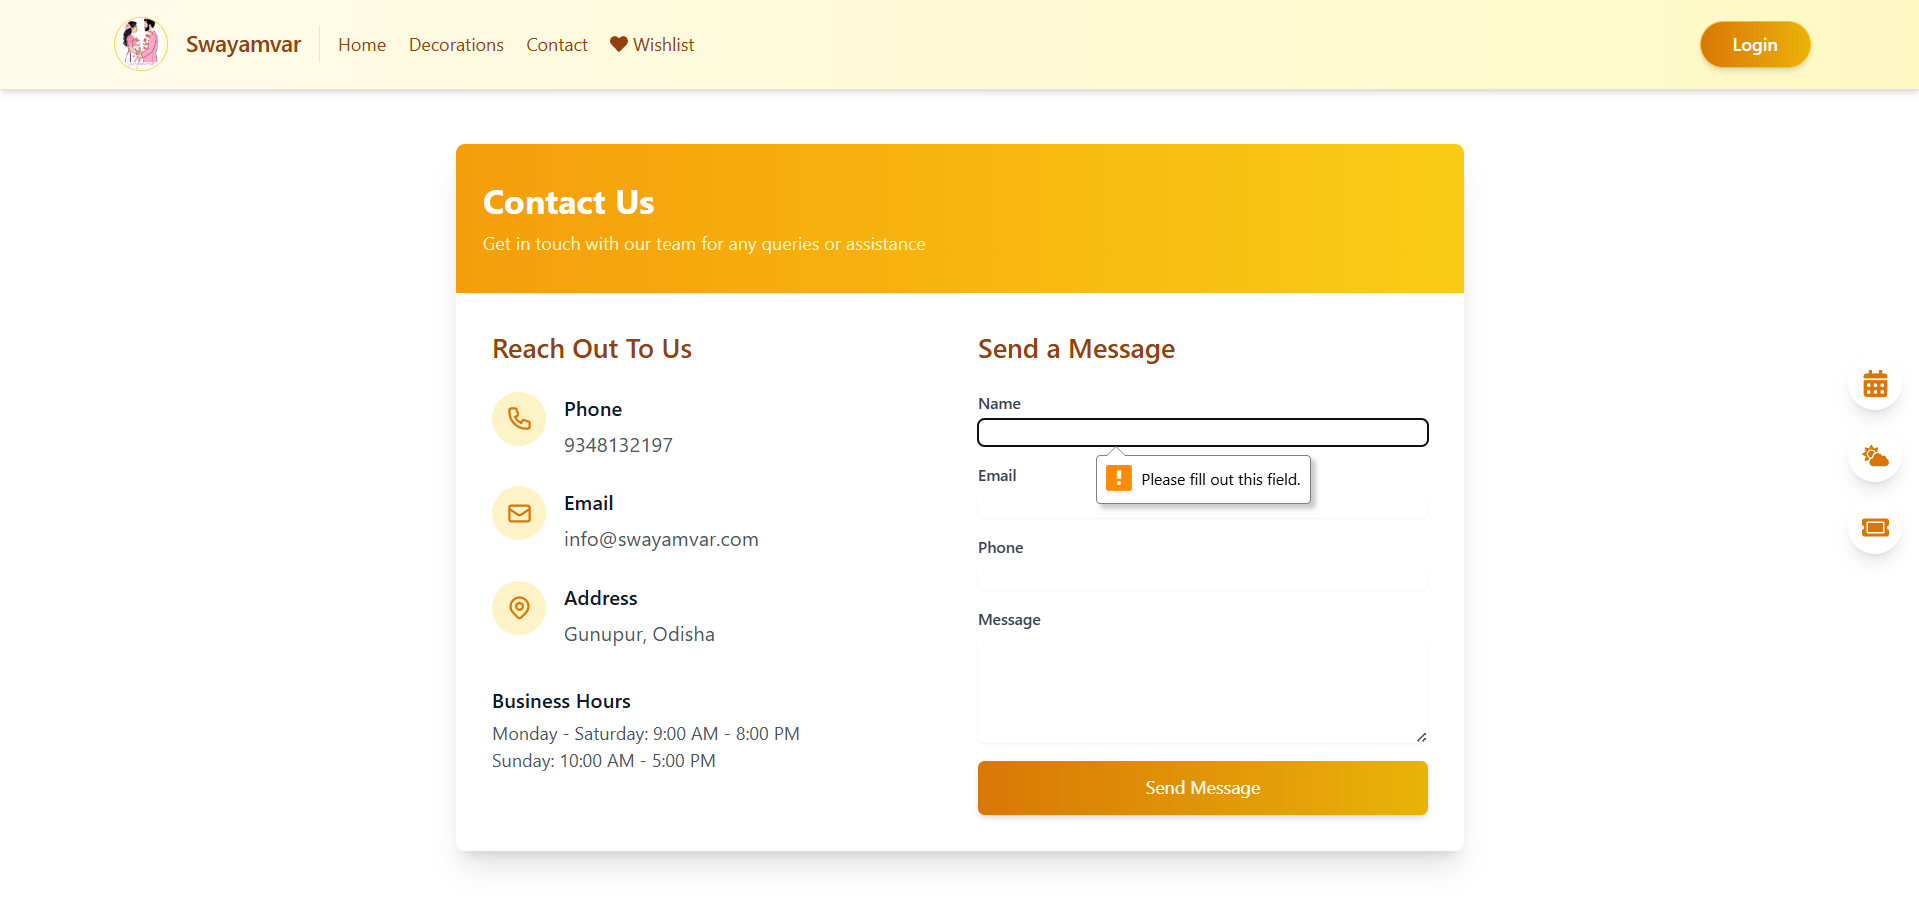 Swayamvar
Home
Decorations
Contact
Wishlist
Login
Contact Us
Get in touch with our team for any queries or assistance
Reach Out To Us
Phone
9348132197
Email
info@swayamvar.com
Address
Gunupur, Odisha
Business Hours
Monday - Saturday: 9:00 AM - 8:00 PM
Sunday: 10:00 AM - 5:00 PM
Send a Message
Name
Please fill out this field.
Email
Phone
Message
Send Message